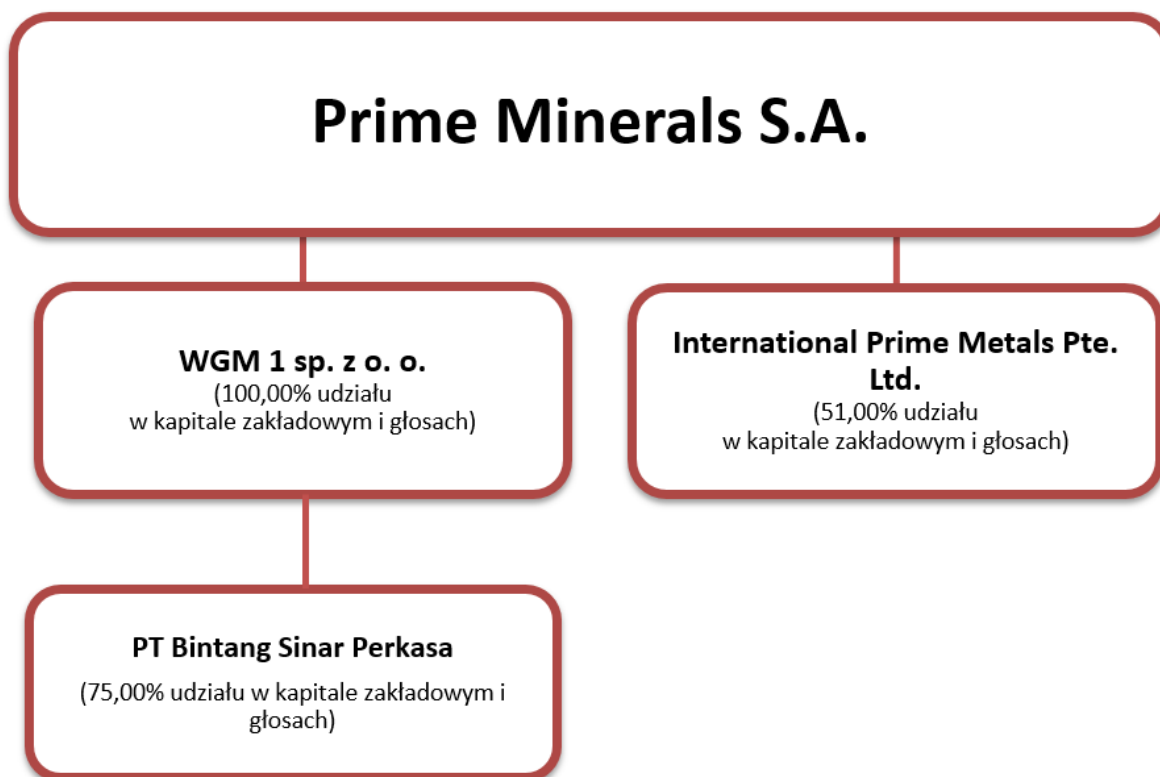 Prime Minerals S.A.
WGM 1 sp. z o. o.
(100,00% udziału
w kapitale zakładowym i głosach)
International Prime Metals Pte.
Ltd.
(51,00% udziału
w kapitale zakładowym i głosach)
PT Bintang Sinar Perkasa
(75,00% udziału w kapitale zakładowym i
głosach)